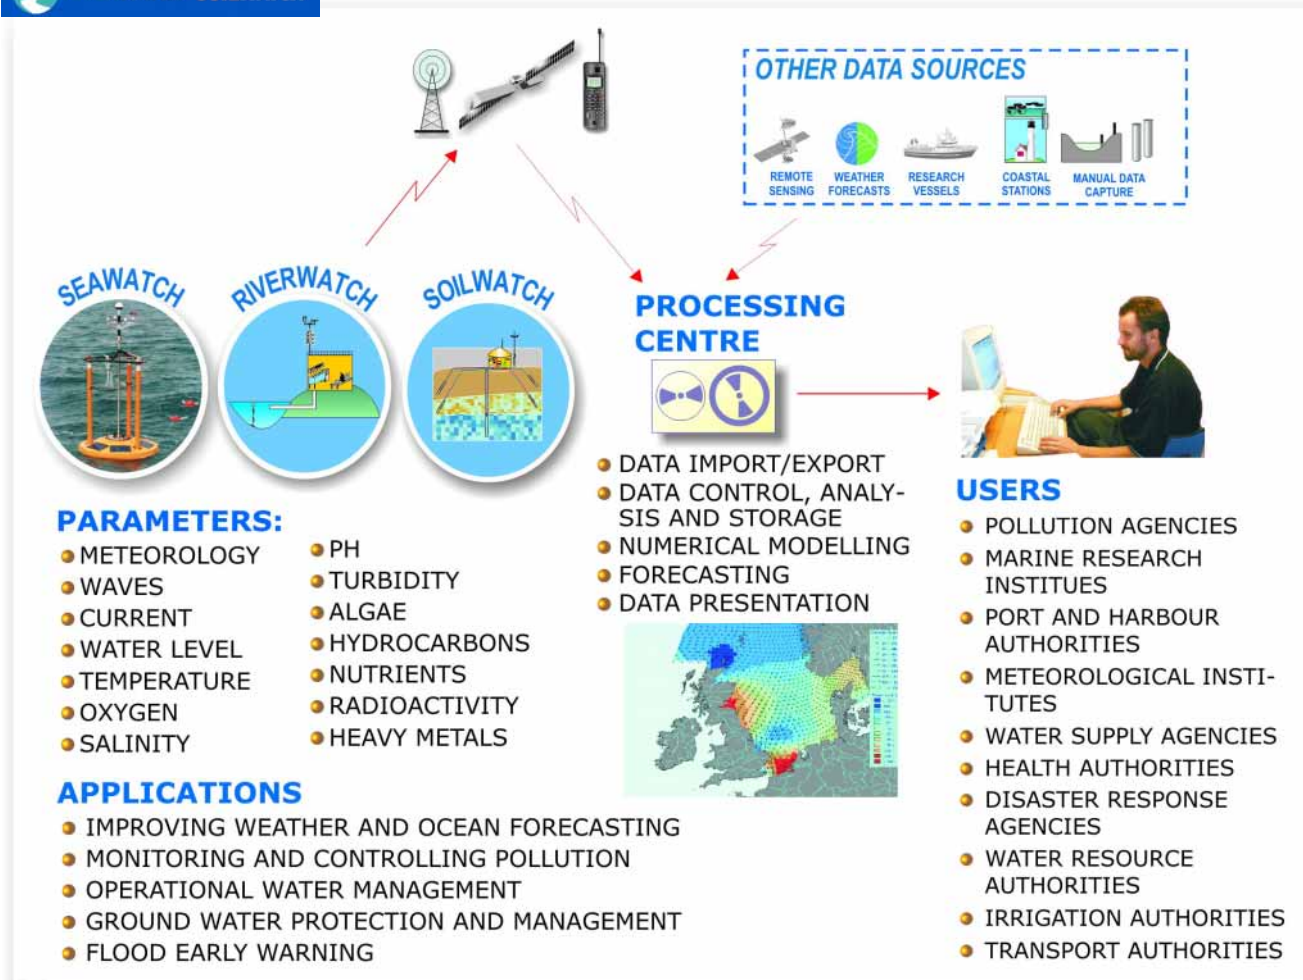 OTHER DATA SOURCES
REMOTE
SENSING
WEATHER
FORECASTS
RESEARCH
VESSELS
COASTAL
STATIONS
MANUAL DATA
CAPTURE
SEAWATCH
RIVERWATCH
SOILWATCH
PROCESSING
CENTRE
DATA IMPORT/EXPORT
DATA CONTROL, ANALY-
SIS AND STORAGE
NUMERICAL MODELLING
FORECASTING
DATA PRESENTATION
PARAMETERS:
METEOROLOGY
WAVES
CURRENT
WATER LEVEL
TEMPERATURE
OXYGEN
SALINITY
PH
TURBIDITY
ALGAE
HYDROCARBONS
NUTRIENTS
RADIOACTIVITY
HEAVY METALS
APPLICATIONS
IMPROVING WEATHER AND OCEAN FORECASTING
MONITORING AND CONTROLLING POLLUTION
OPERATIONAL WATER MANAGEMENT
GROUND WATER PROTECTION AND MANAGEMENT
FLOOD EARLY WARNING
USERS
POLLUTION AGENCIES
MARINE RESEARCH
INSTITUES
PORT AND HARBOUR
AUTHORITIES
METEOROLOGICAL INSTI-
TUTES
WATER SUPPLY AGENCIES
HEALTH AUTHORITIES
DISASTER RESPONSE
AGENCIES
WATER RESOURCE
AUTHORITIES
IRRIGATION AUTHORITIES
TRANSPORT AUTHORITIES